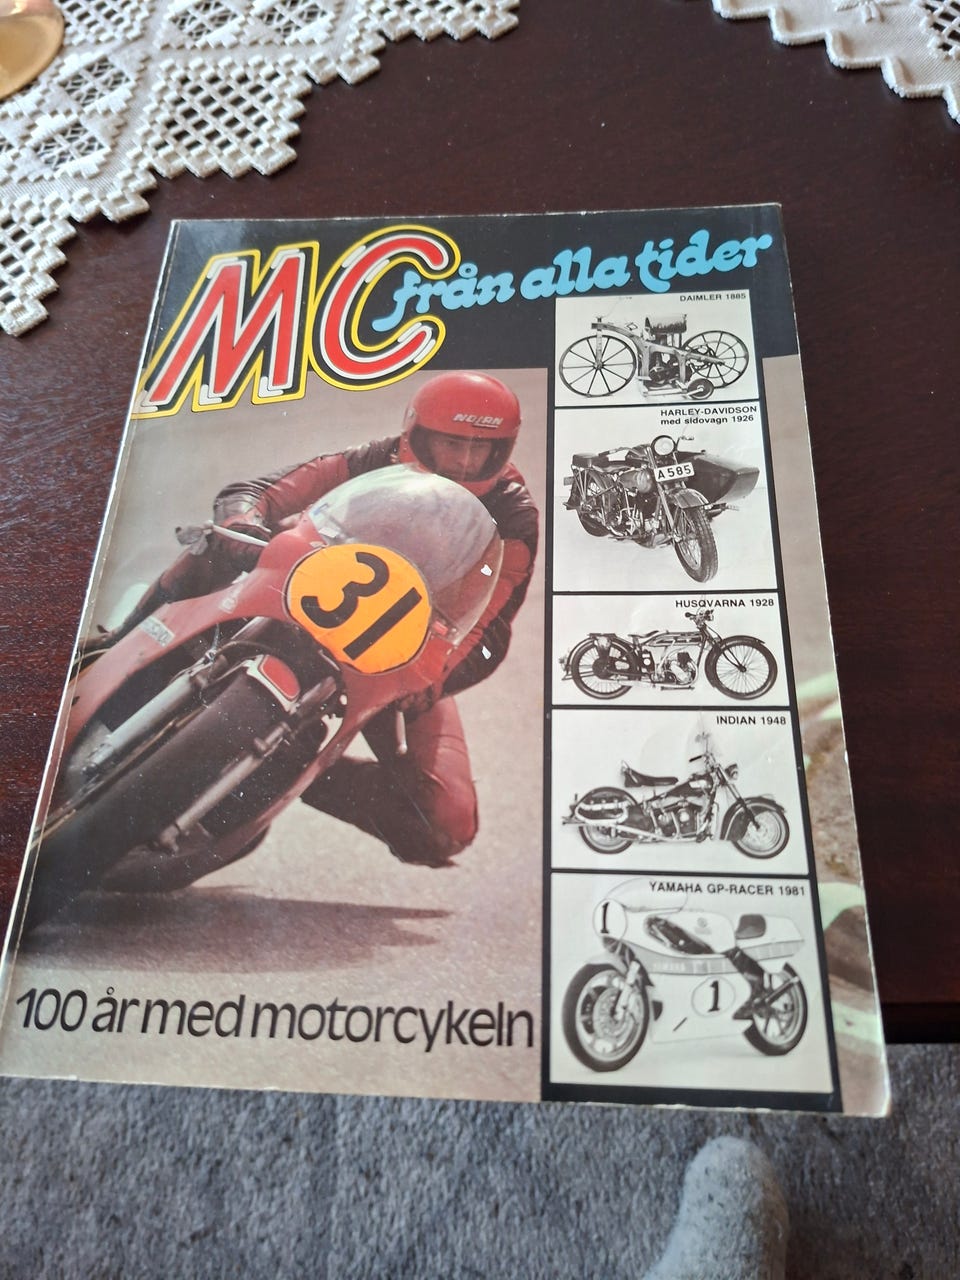 MC från alla tider
DAIMLER 1885
HARLEY-DAVIDSON
med sidovagn 1926
A 585
HUSQVARNA 1928
INDIAN 1948
YAMAHA GP-RACER 1981
1
1
NOLAN
31
100 år med motorcykeln